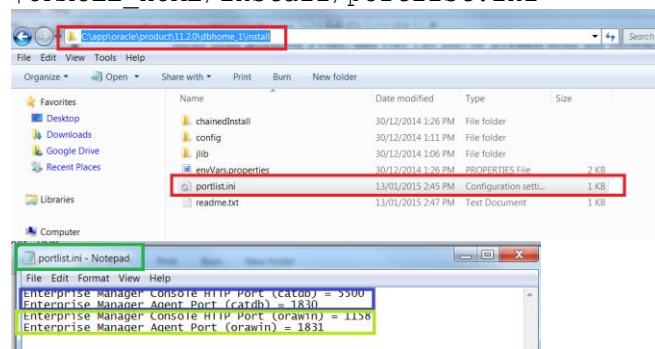 C:\app\oracle\product\11.2.0\dbhome_1\install
Search
File Edit View Tools Help
Organize Open Share with Print Burn New folder
Favorites
Desktop
Downloads
Google Drive
Recent Places
Libraries
Computer
Name Date modified Type Size
chainedInstall 30/12/2014 1:26 PM File folder
config 30/12/2014 1:11 PM File folder
jlib 30/12/2014 1:06 PM File folder
envVars.properties 30/12/2014 1:26 PM PROPERTIES File 2 KB
portlist.ini 13/01/2015 2:45 PM Configuration setti... 1 KB
readme.txt 13/01/2015 2:47 PM Text Document 1 KB
portlist.ini - Notepad
File Edit Format View Help
Enterprise Manager Console HTTP Port (catdb) = 5500
Enterprise Manager Agent Port (catdb) = 1830
Enterprise Manager Console HTTP Port (orawin) = 1158
Enterprise Manager Agent Port (orawin) = 1831